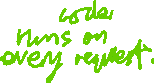 code
runs on
every request.